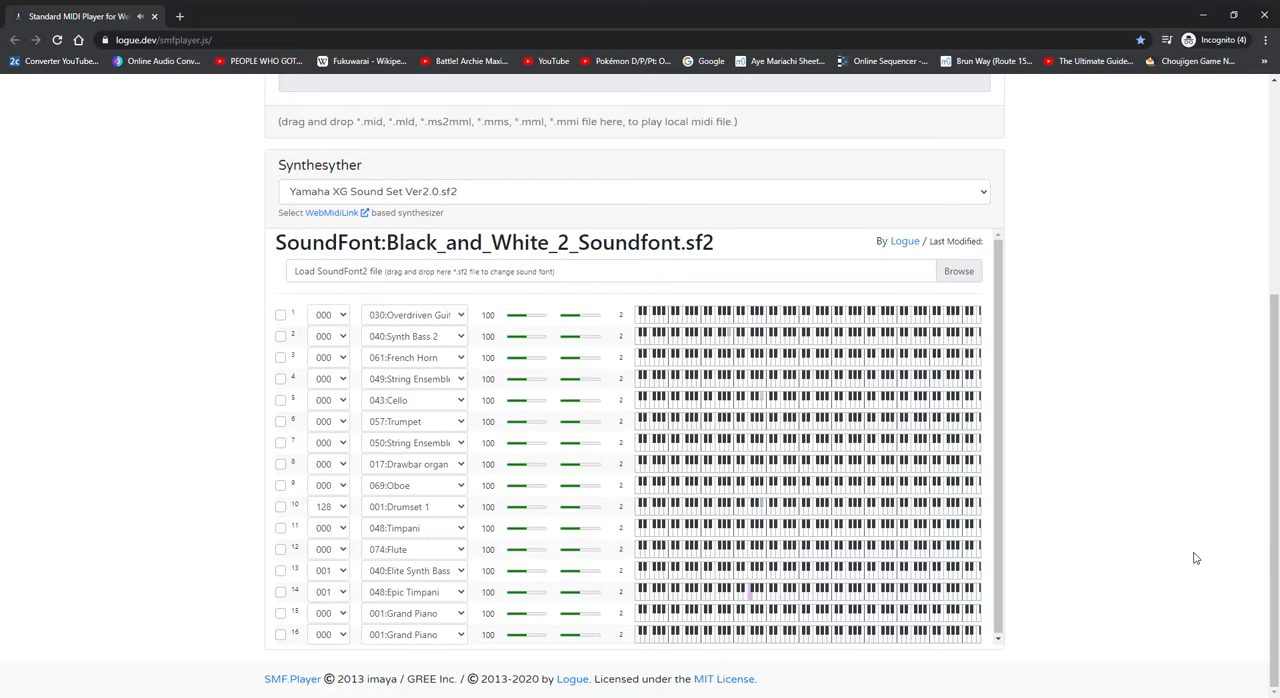 Standard MIDI Player for We
logue.dev/smfplayer.js/
Incognito (4)
Converter YouTube...
Online Audio Conv...
PEOPLE WHO GOT...
Fukuwarai - Wikipe...
Battle! Archie Maxi...
YouTube
Pokémon D/P/Pt: O...
Google
Aye Mariachi Sheet...
Online Sequencer -...
Brun Way (Route 15...
The Ultimate Guide...
Choujigen Game N...
(drag and drop *.mid, *.mld, *.ms2mml, *.mms, *.mml, *.mmi file here, to play local midi file.)
Synthesyther
Yamaha XG Sound Set Ver2.0.sf2
Select WebMidiLink based synthesizer
SoundFont:Black_and_White_2_Soundfont.sf2
By Logue / Last Modified:
Load SoundFont2 file (drag and drop here *.sf2 file to change sound font)
Browse
1 000 030:Overdriven Guit 100 2
2 000 040:Synth Bass 2 100 2
3 000 061:French Horn 100 2
4 000 049:String Ensemble 100 2
5 000 043:Cello 100 2
6 000 057:Trumpet 100 2
7 000 050:String Ensemble 100 2
8 000 017:Drawbar organ 100 2
9 000 069:Oboe 100 2
10 128 001:Drumset 1 100 2
11 000 048:Timpani 100 2
12 000 074:Flute 100 2
13 001 040:Elite Synth Bass 100 2
14 001 048:Epic Timpani 100 2
15 000 001:Grand Piano 100 2
16 000 001:Grand Piano 100 2
SMF.Player © 2013 imaya / GREE Inc. / © 2013-2020 by Logue. Licensed under the MIT License.